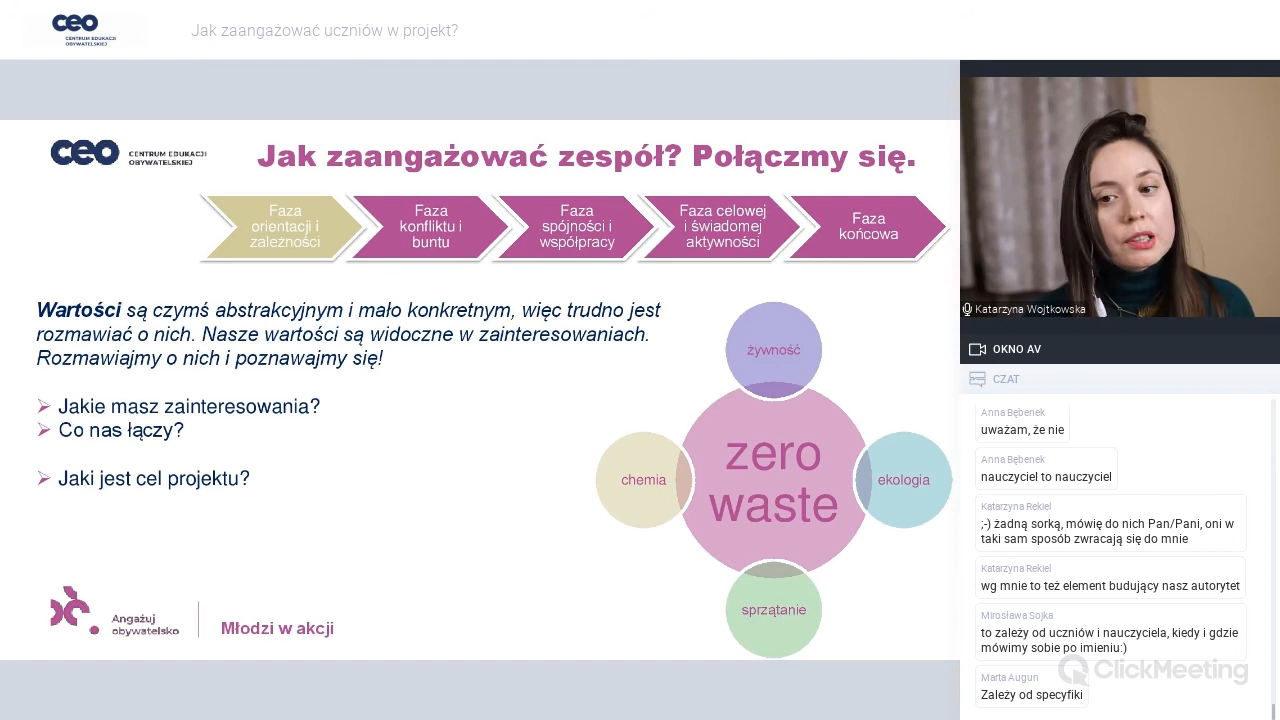 ceo
CENTRUM EDUKACJI
OBYWATELSKIEJ
Jak zaangażować uczniów w projekt?
ceo
CENTRUM EDUKACJI
OBYWATELSKIEJ
Jak zaangażować zespół? Połączmy się.
Faza
orientacji i
zależności
Faza
konfliktu i
buntu
Faza
spójności i
współpracy
Faza celowej
i świadomej
aktywności
Faza
końcowa
Wartości są czymś abstrakcyjnym i mało konkretnym, więc trudno jest
rozmawiać o nich. Nasze wartości są widoczne w zainteresowaniach.
Rozmawiajmy o nich i poznawajmy się!
Jakie masz zainteresowania?
Co nas łączy?
Jaki jest cel projektu?
żywność
chemia
zero
waste
ekologia
sprzątanie
Angażuj
obywatelsko
Młodzi w akcji
Katarzyna Wojtkowska
OKNO AV
CZAT
Anna Bębenek
uważam, że nie
Anna Bębenek
nauczyciel to nauczyciel
Katarzyna Rekiel
;-) żadną sorką, mówię do nich Pan/Pani, oni w
taki sam sposób zwracają się do mnie
Katarzyna Rekiel
wg mnie to też element budujący nasz autorytet
Mirosława Sojka
to zależy od uczniów i nauczyciela, kiedy i gdzie
mówimy sobie po imieniu:)
Marta Augun
Zależy od specyfiki
ClickMeeting